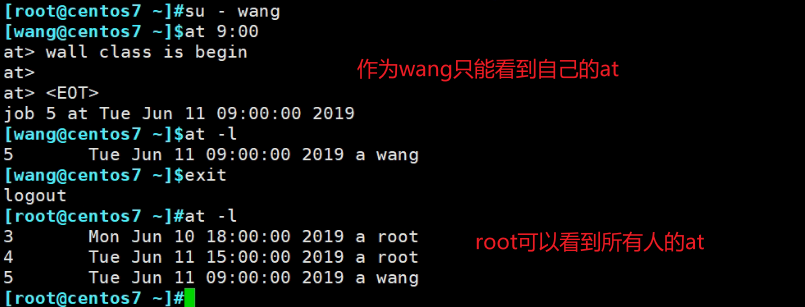 [root@centos7 ~]#su - wang
[wang@centos7 ~]$at 9:00
at> wall class is begin
at>
作为wang只能看到自己的at
at> <EOT>
job 5 at Tue Jun 11 09:00:00 2019
[wang@centos7 ~]$at -l
5       Tue Jun 11 09:00:00 2019 a wang
[wang@centos7 ~]$exit
logout
[root@centos7 ~]#at -l
3       Mon Jun 10 18:00:00 2019 a root
root可以看到所有人的at
4       Tue Jun 11 15:00:00 2019 a root
5       Tue Jun 11 09:00:00 2019 a wang
[root@centos7 ~]#